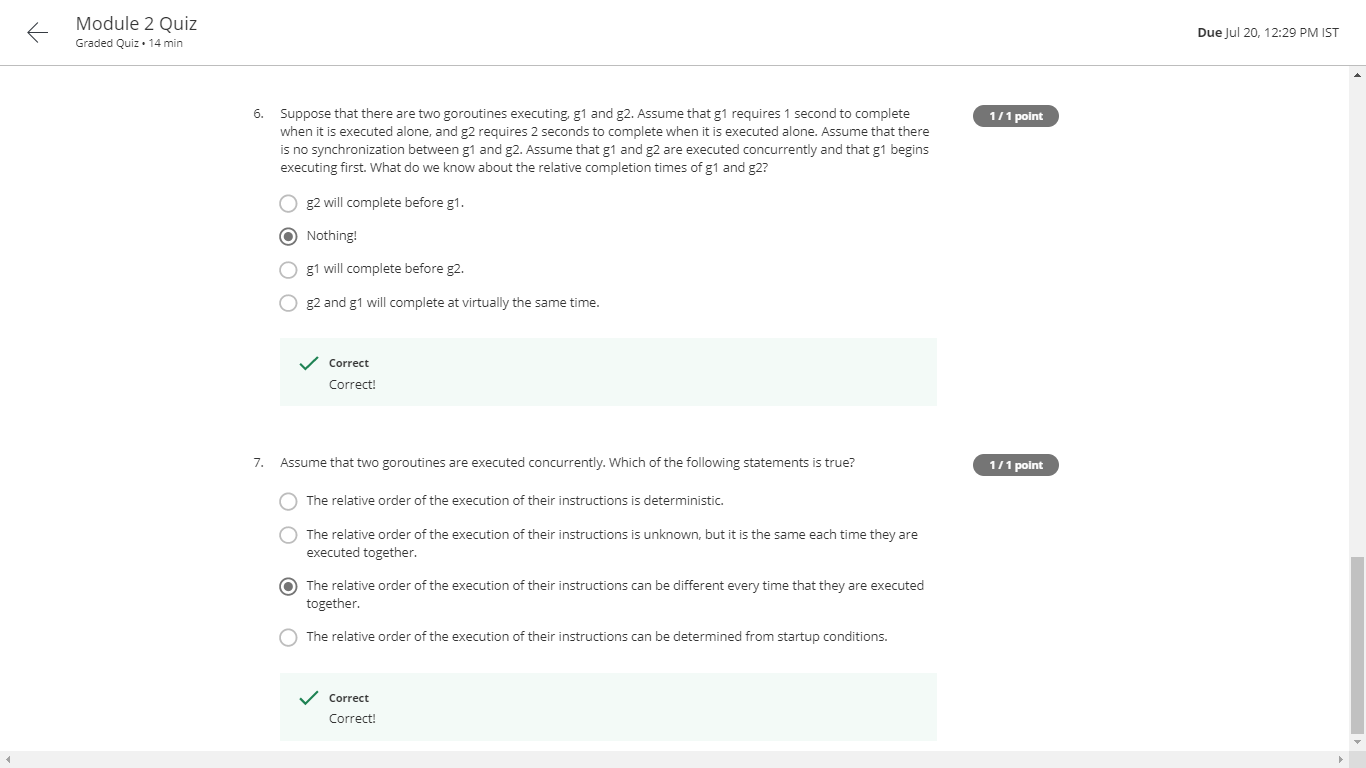 Module 2 Quiz
Graded Quiz • 14 min
Due Jul 20, 12:29 PM IST
6. Suppose that there are two goroutines executing, g1 and g2. Assume that g1 requires 1 second to complete
when it is executed alone, and g2 requires 2 seconds to complete when it is executed alone. Assume that there
is no synchronization between g1 and g2. Assume that g1 and g2 are executed concurrently and that g1 begins
executing first. What do we know about the relative completion times of g1 and g2?
1 / 1 point
g2 will complete before g1.
Nothing!
g1 will complete before g2.
g2 and g1 will complete at virtually the same time.
Correct
Correct!
7. Assume that two goroutines are executed concurrently. Which of the following statements is true?
1 / 1 point
The relative order of the execution of their instructions is deterministic.
The relative order of the execution of their instructions is unknown, but it is the same each time they are
executed together.
The relative order of the execution of their instructions can be different every time that they are executed
together.
The relative order of the execution of their instructions can be determined from startup conditions.
Correct
Correct!